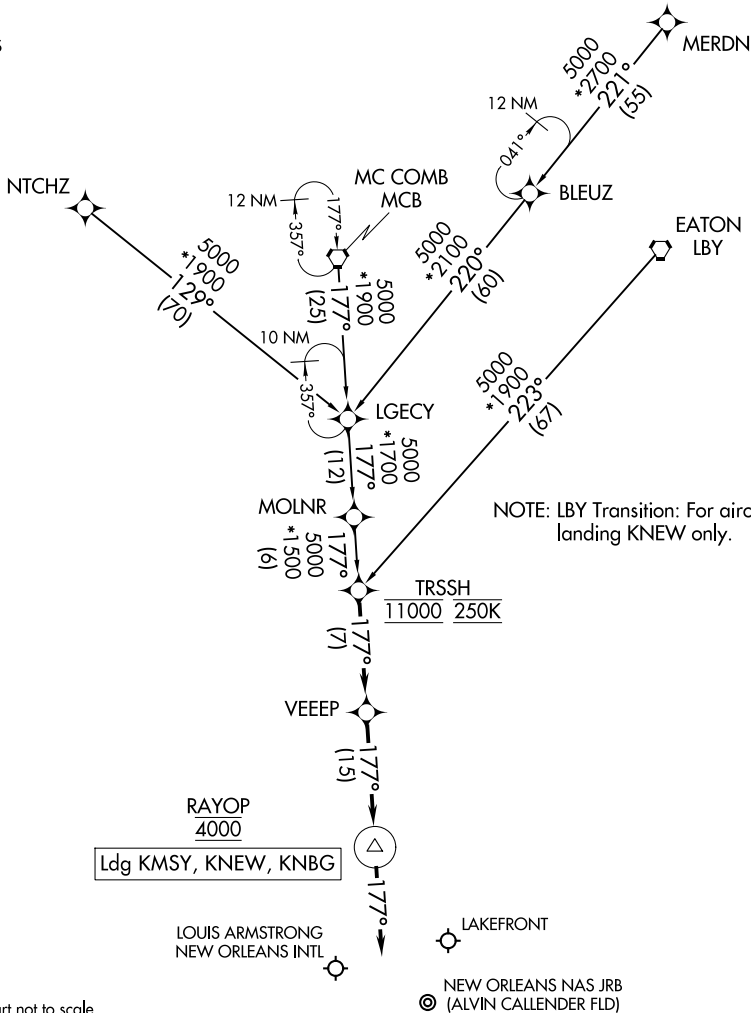 MERDN
5000
*2700
221°
(55)
12 NM
041°
BLEUZ
NTCHZ
MC COMB
MCB
12 NM
177°
357°
EATON
LBY
5000
*1900
129°
(70)
5000
*1900
177°
(25)
5000
*2100
220°
(60)
10 NM
357°
LGECY
5000
*1900
223°
(67)
5000
*1700
177°
(12)
MOLNR
NOTE: LBY Transition: For airc
landing KNEW only.
5000
*1500
177°
(6)
TRSSH
11000 250K
177°
(7)
VEEEP
177°
(15)
RAYOP
4000
Ldg KMSY, KNEW, KNBG
177°
LOUIS ARMSTRONG
NEW ORLEANS INTL
LAKEFRONT
NEW ORLEANS NAS JRB
(ALVIN CALLENDER FLD)
art not to scale